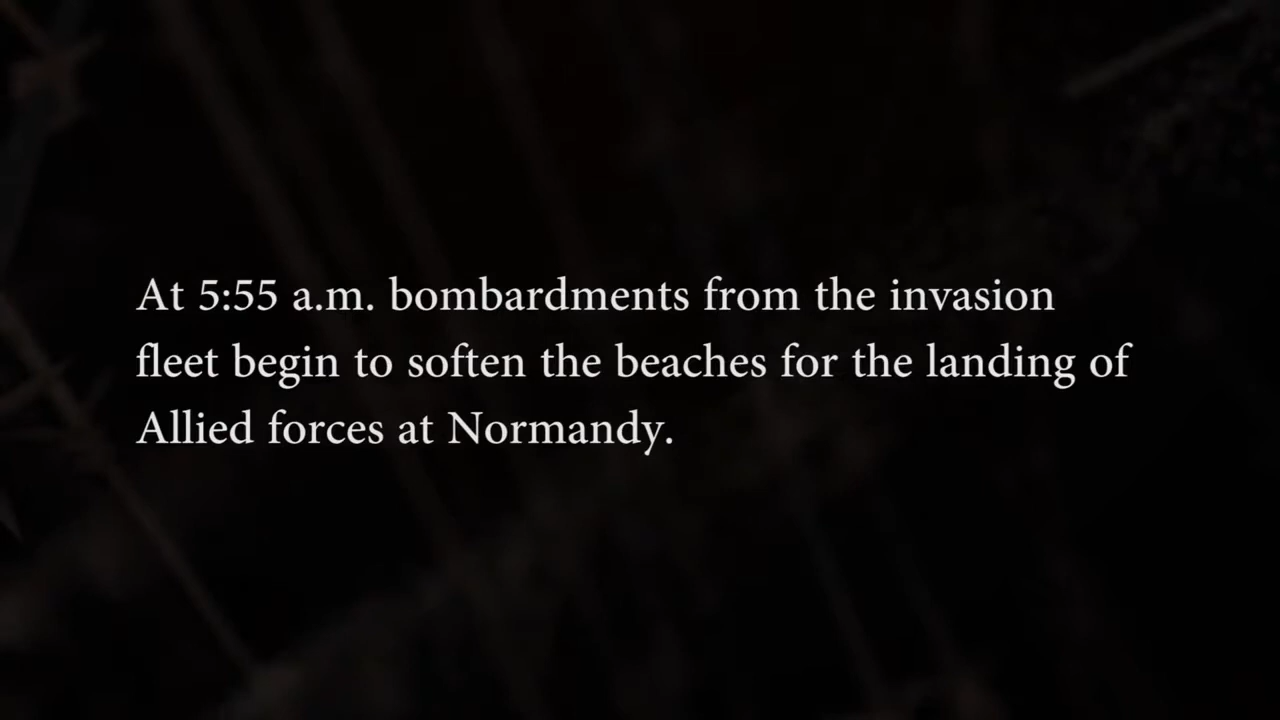 At 5:55 a.m. bombardments from the invasion
fleet begin to soften the beaches for the landing of
Allied forces at Normandy.